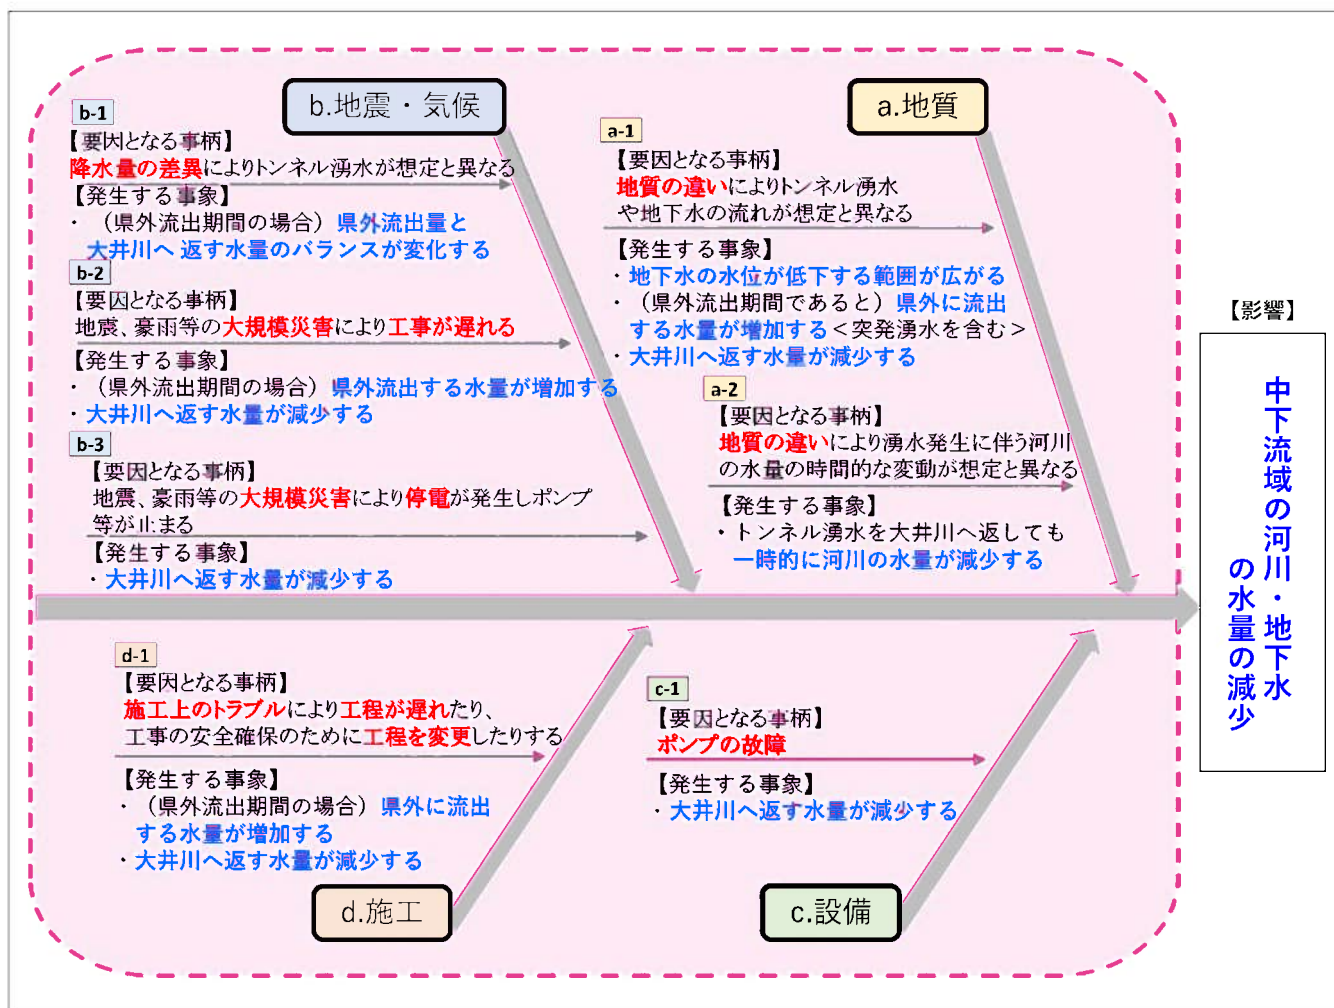 b.地震・気候
b-1
【要因となる事柄】
降水量の差異によりトンネル湧水が想定と異なる
【発生する事象】
・（県外流出期間の場合）県外流出量と
大井川へ返す水量のバランスが変化する
b-2
【要因となる事柄】
地震、豪雨等の大規模災害により工事が遅れる
【発生する事象】
・（県外流出期間の場合）県外流出する水量が増加する
・大井川へ返す水量が減少する
b-3
【要因となる事柄】
地震、豪雨等の大規模災害により停電が発生しポンプ
等が止まる
【発生する事象】
・大井川へ返す水量が減少する
a.地質
a-1
【要因となる事柄】
地質の違いによりトンネル湧水
や地下水の流れが想定と異なる
【発生する事象】
・地下水の水位が低下する範囲が広がる
・（県外流出期間であると）県外に流出
する水量が増加する＜突発湧水を含む＞
・大井川へ返す水量が減少する
a-2
【要因となる事柄】
地質の違いにより湧水発生に伴う河川
の水量の時間的な変動が想定と異なる
【発生する事象】
・トンネル湧水を大井川へ返しても
一時的に河川の水量が減少する
d-1
【要因となる事柄】
施工上のトラブルにより工程が遅れたり、
工事の安全確保のために工程を変更したりする
【発生する事象】
・（県外流出期間の場合）県外に流出
する水量が増加する
・大井川へ返す水量が減少する
d.施工
c-1
【要因となる事柄】
ポンプの故障
【発生する事象】
・大井川へ返す水量が減少する
c.設備
【影響】
中下流域の河川・地下水
の水量の減少